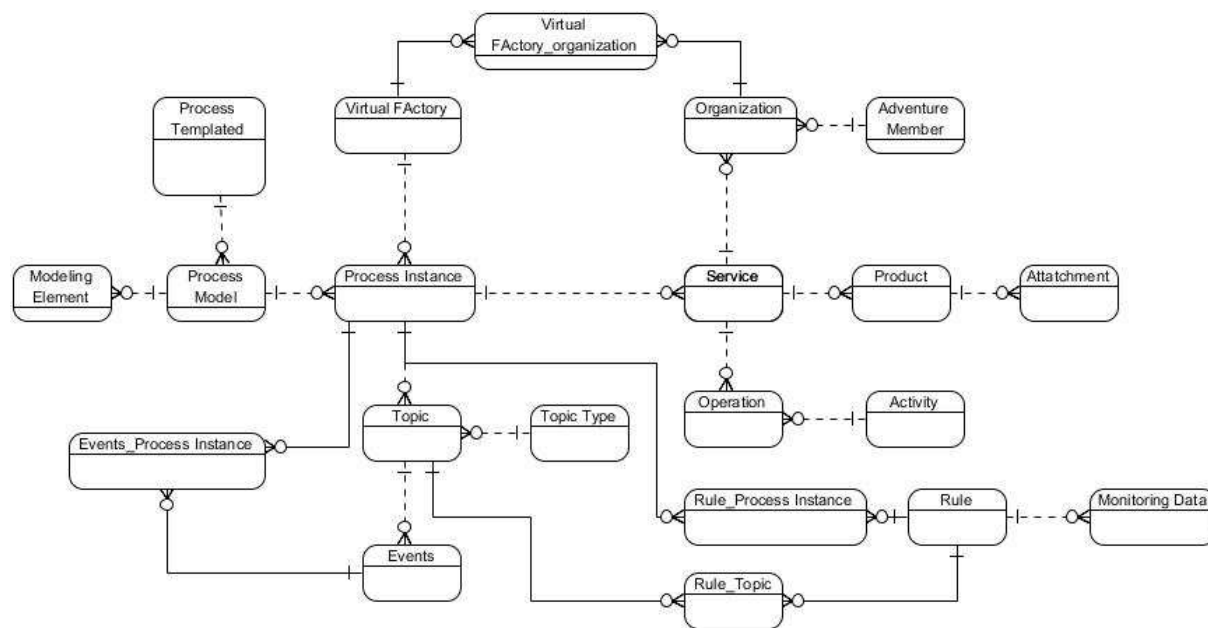 Virtual
FActory_organization
Process
Templated
Virtual FActory
Organization
Adventure
Member
Modeling
Element
Process
Model
Process Instance
Service
Product
Attatchment
Topic
Topic Type
Operation
Activity
Events_Process Instance
Rule_Process Instance
Rule
Monitoring Data
Events
Rule_Topic